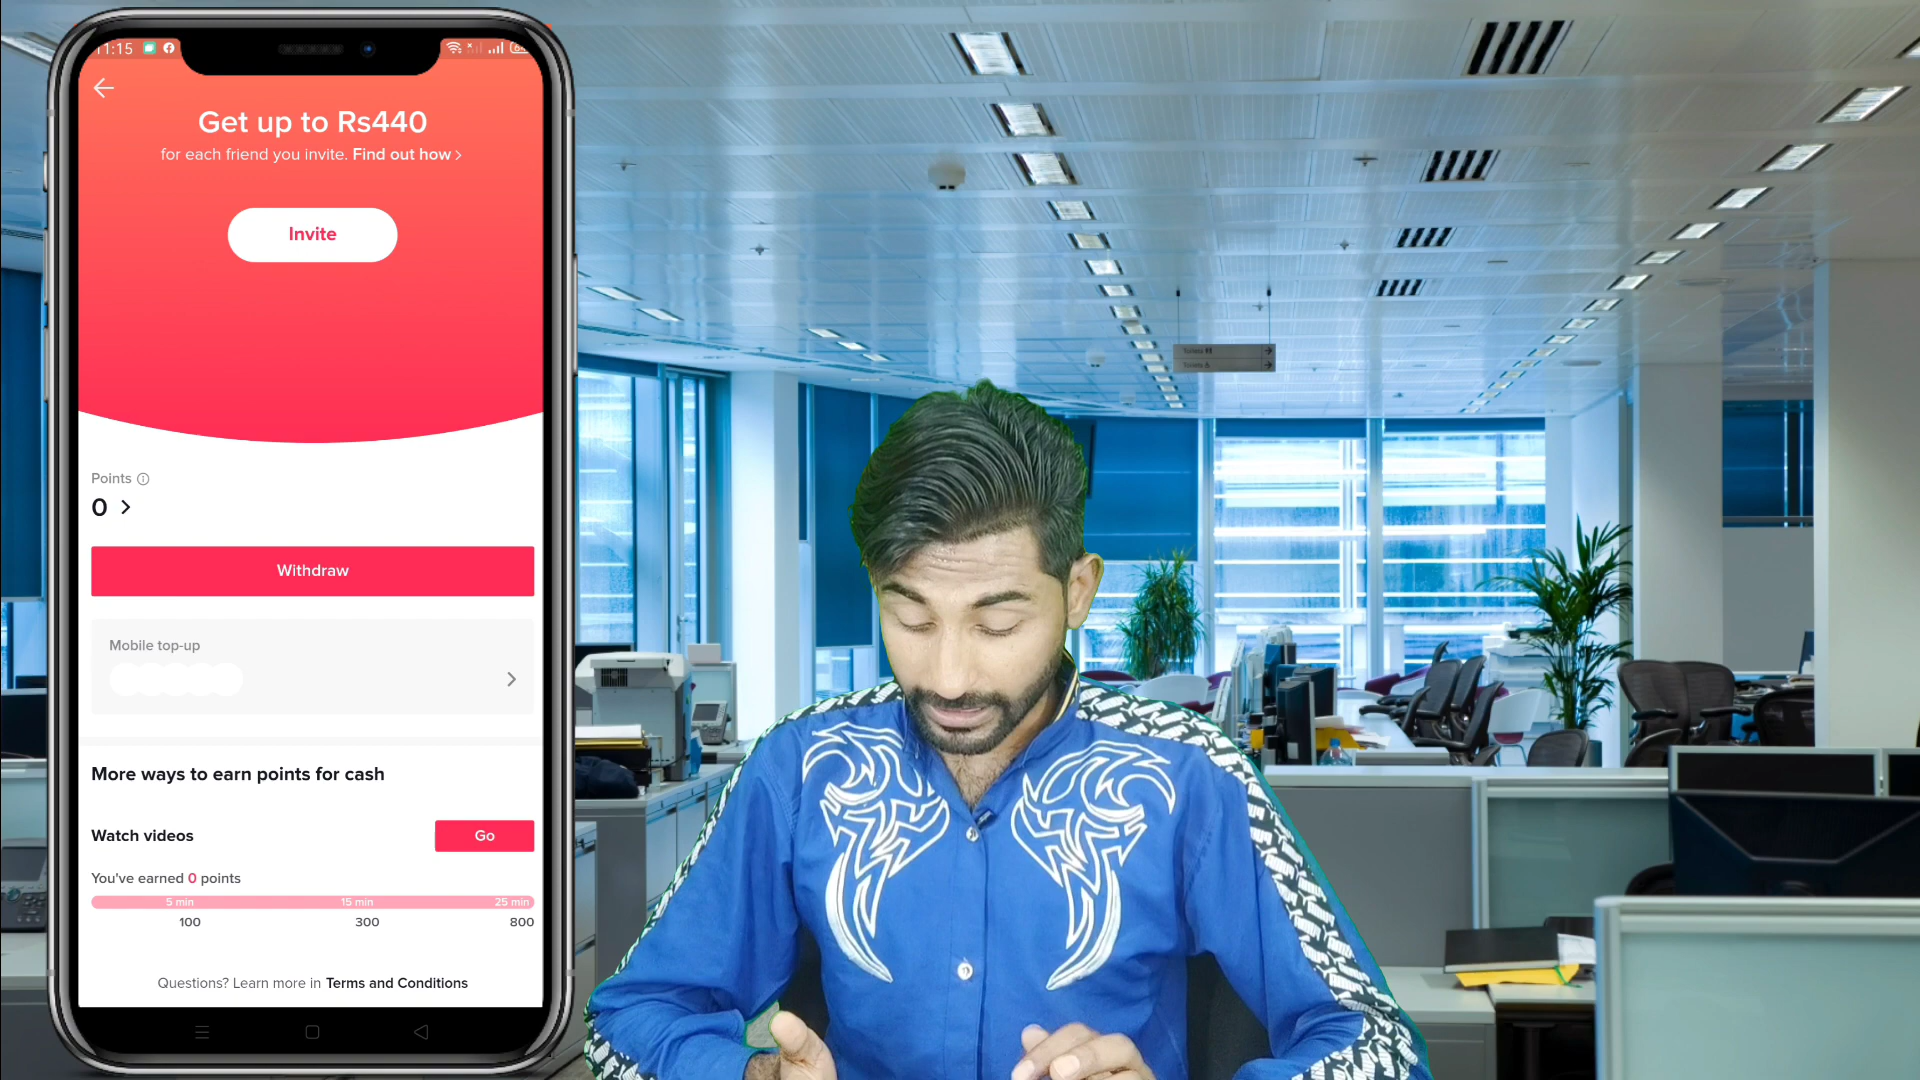 11:15
Get up to Rs440
for each friend you invite. Find out how
Invite
Points
0
Withdraw
Mobile top-up
More ways to earn points for cash
Watch videos
Go
You've earned 0 points
5 min 15 min 25 min
100 300 800
Questions? Learn more in Terms and Conditions